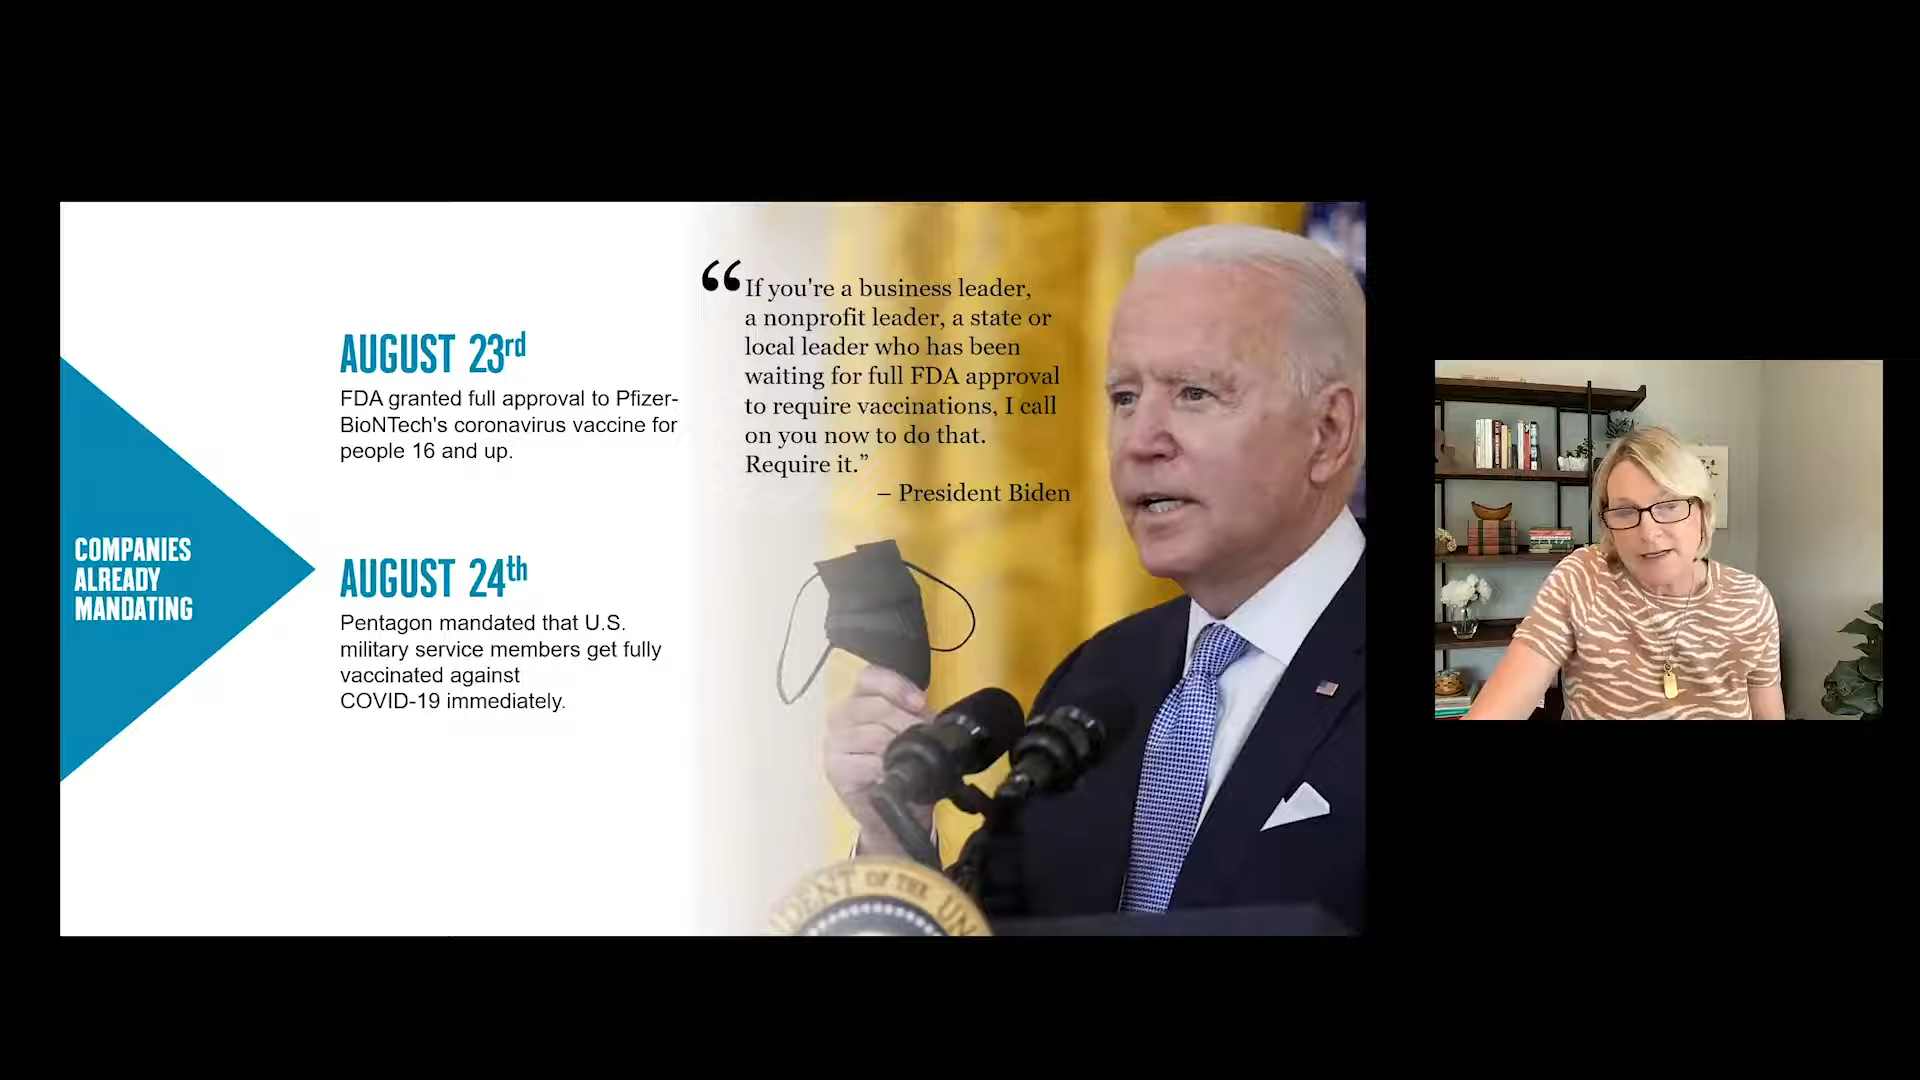 COMPANIES
ALREADY
MANDATING
AUGUST 23rd
FDA granted full approval to Pfizer-
BioNTech's coronavirus vaccine for
people 16 and up.
AUGUST 24th
Pentagon mandated that U.S.
military service members get fully
vaccinated against
COVID-19 immediately.
“If you're a business leader,
a nonprofit leader, a state or
local leader who has been
waiting for full FDA approval
to require vaccinations, I call
on you now to do that.
Require it.”
– President Biden
OF THE